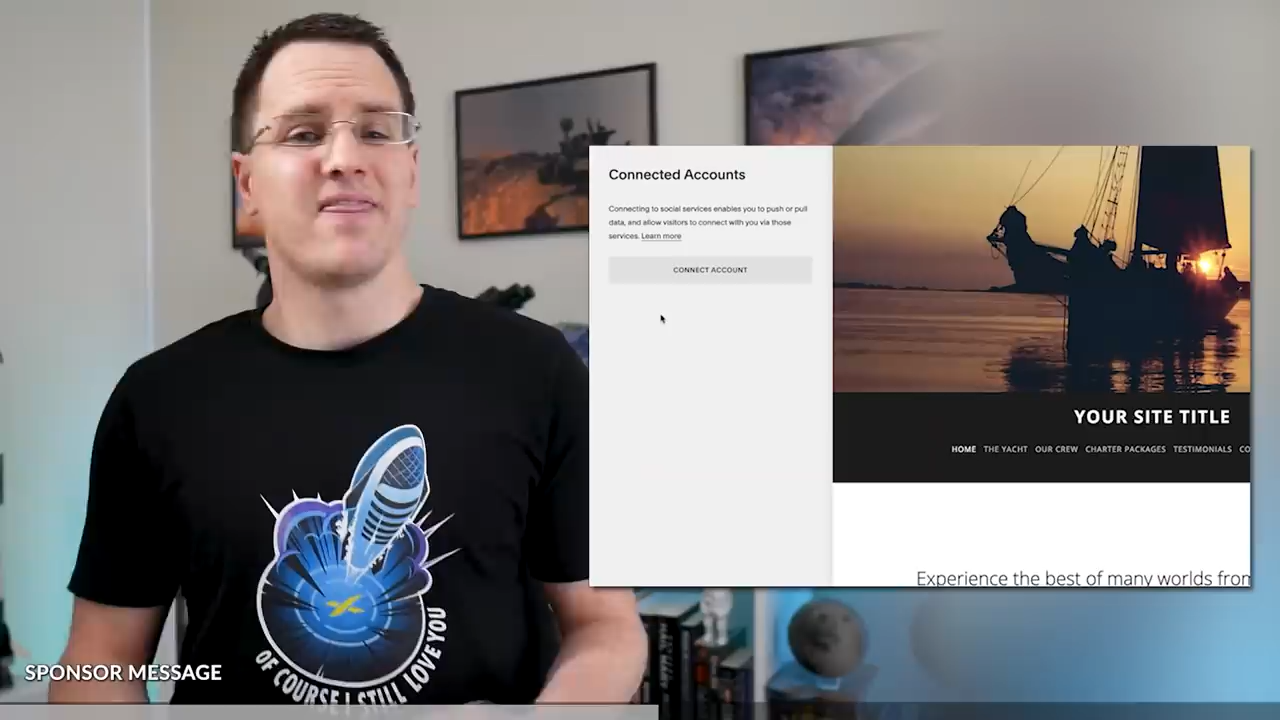 Connected Accounts
Connecting to social services enables you to push or pull
data, and allow visitors to connect with you via those
services. Learn more
CONNECT ACCOUNT
YOUR SITE TITLE
HOME THE YACHT OUR CREW CHARTER PACKAGES TESTIMONIALS CO
Experience the best of many worlds from
OF COURSE I STILL LOVE YOU
SPONSOR MESSAGE